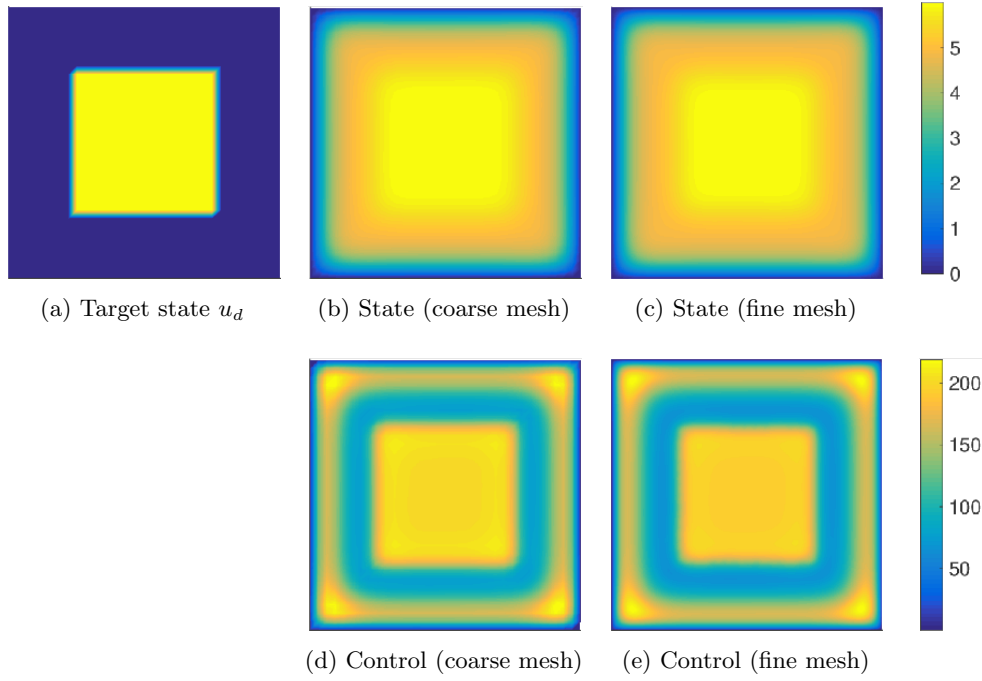 5
4
3
2
1
0
(a) Target state u_d
(b) State (coarse mesh)
(c) State (fine mesh)
200
150
100
50
(d) Control (coarse mesh)
(e) Control (fine mesh)